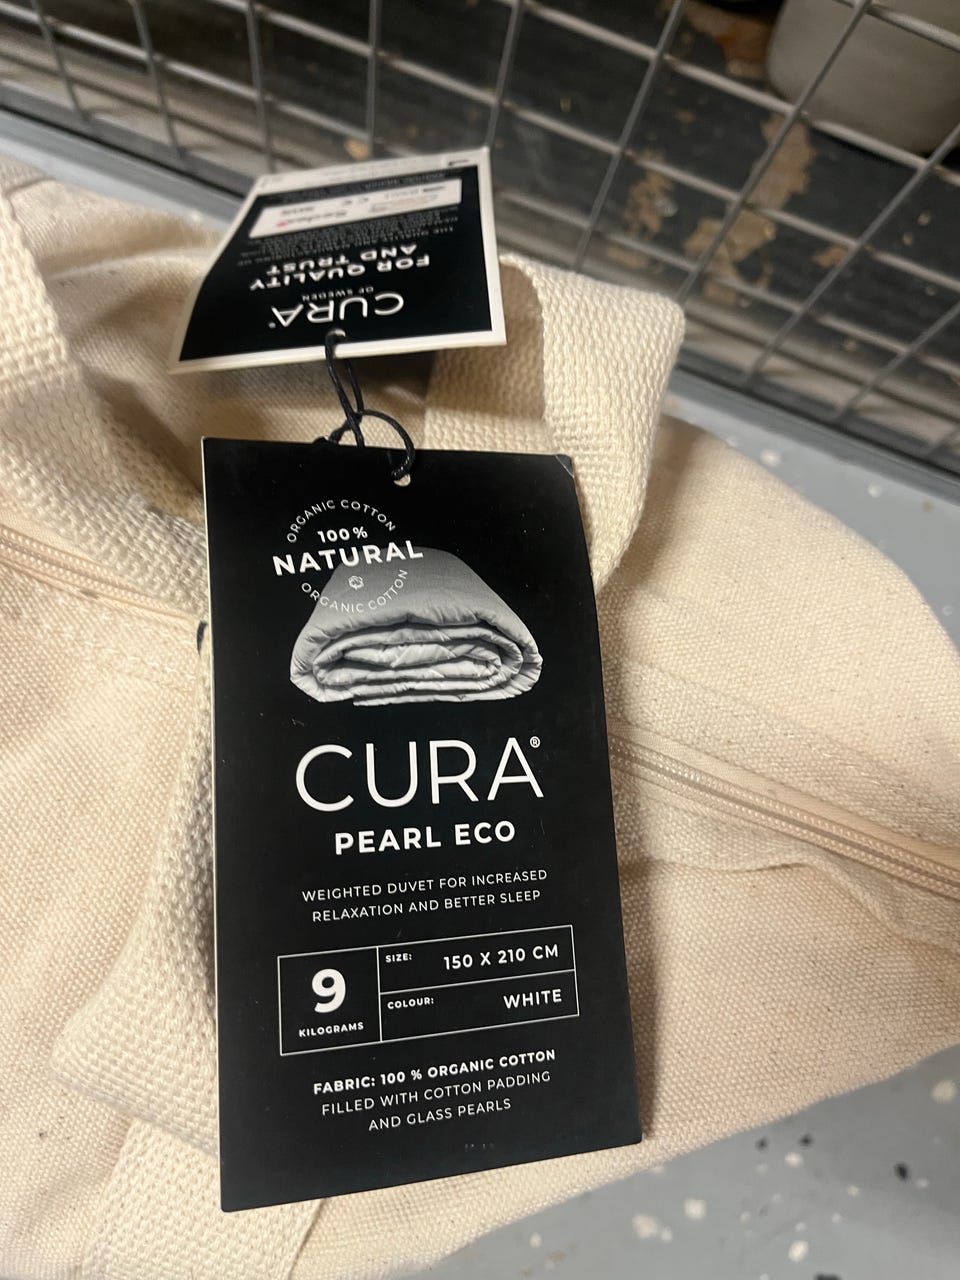 CURA®
OF SWEDEN
FOR QUALITY
AND TRUST
ORGANIC COTTON
100%
NATURAL
ORGANIC COTTON
CURA®
PEARL ECO
WEIGHTED DUVET FOR INCREASED
RELAXATION AND BETTER SLEEP
9
KILOGRAMS
SIZE: 150 X 210 CM
COLOUR: WHITE
FABRIC: 100 % ORGANIC COTTON
FILLED WITH COTTON PADDING
AND GLASS PEARLS